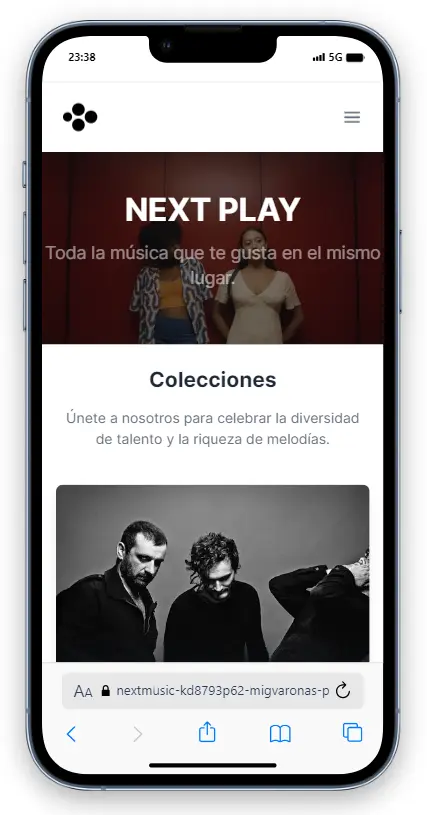 23:38
5G
NEXT PLAY
Toda la música que te gusta en el mismo
lugar.
Colecciones
Únete a nosotros para celebrar la diversidad
de talento y la riqueza de melodías.
AA nextmusic-kd8793p62-migvaronas-p